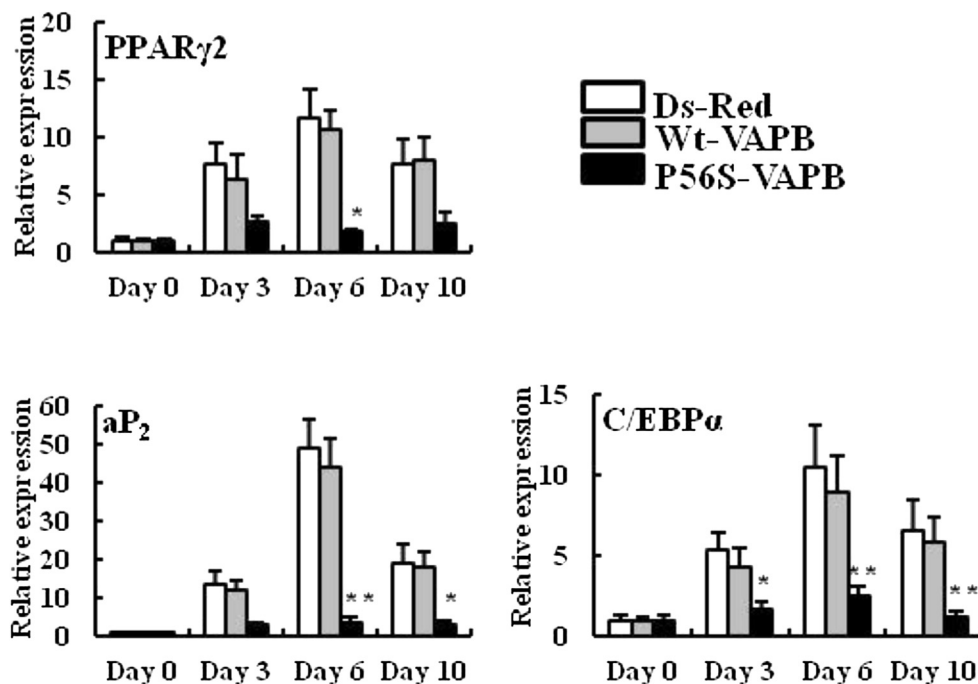 PPARγ2
Relative expression
20
15
10
5
0
Day 0 Day 3 Day 6 Day 10
*
Ds-Red
Wt-VAPB
P56S-VAPB
aP2
Relative expression
60
50
40
30
20
10
0
Day 0 Day 3 Day 6 Day 10
**
*
C/EBPα
Relative expression
15
10
5
0
Day 0 Day 3 Day 6 Day 10
*
**
**